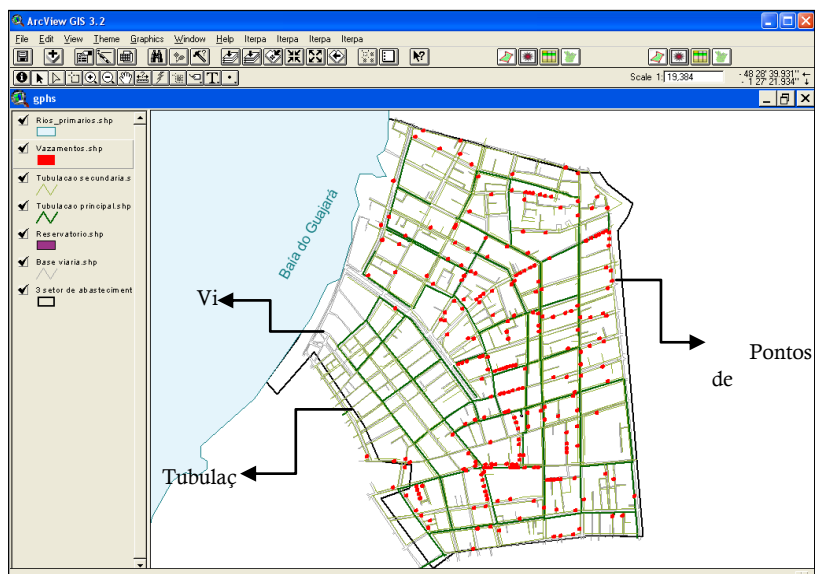 ArcView GIS 3.2
File Edit View Theme Graphics Window Help Iterpa Iterpa Iterpa Iterpa
Scale 1: 19,384
-48 28' 39.931"
-1 27' 21.934"
gphs
Rios_primarios.shp
Vazamentos.shp
Tubulacao secundaria.s
Tubulacao principal.shp
Reservatorio.shp
Base viaria.shp
3 setor de abasteciment
Baía do Guajará
Vi
Pontos
de
Tubulaç